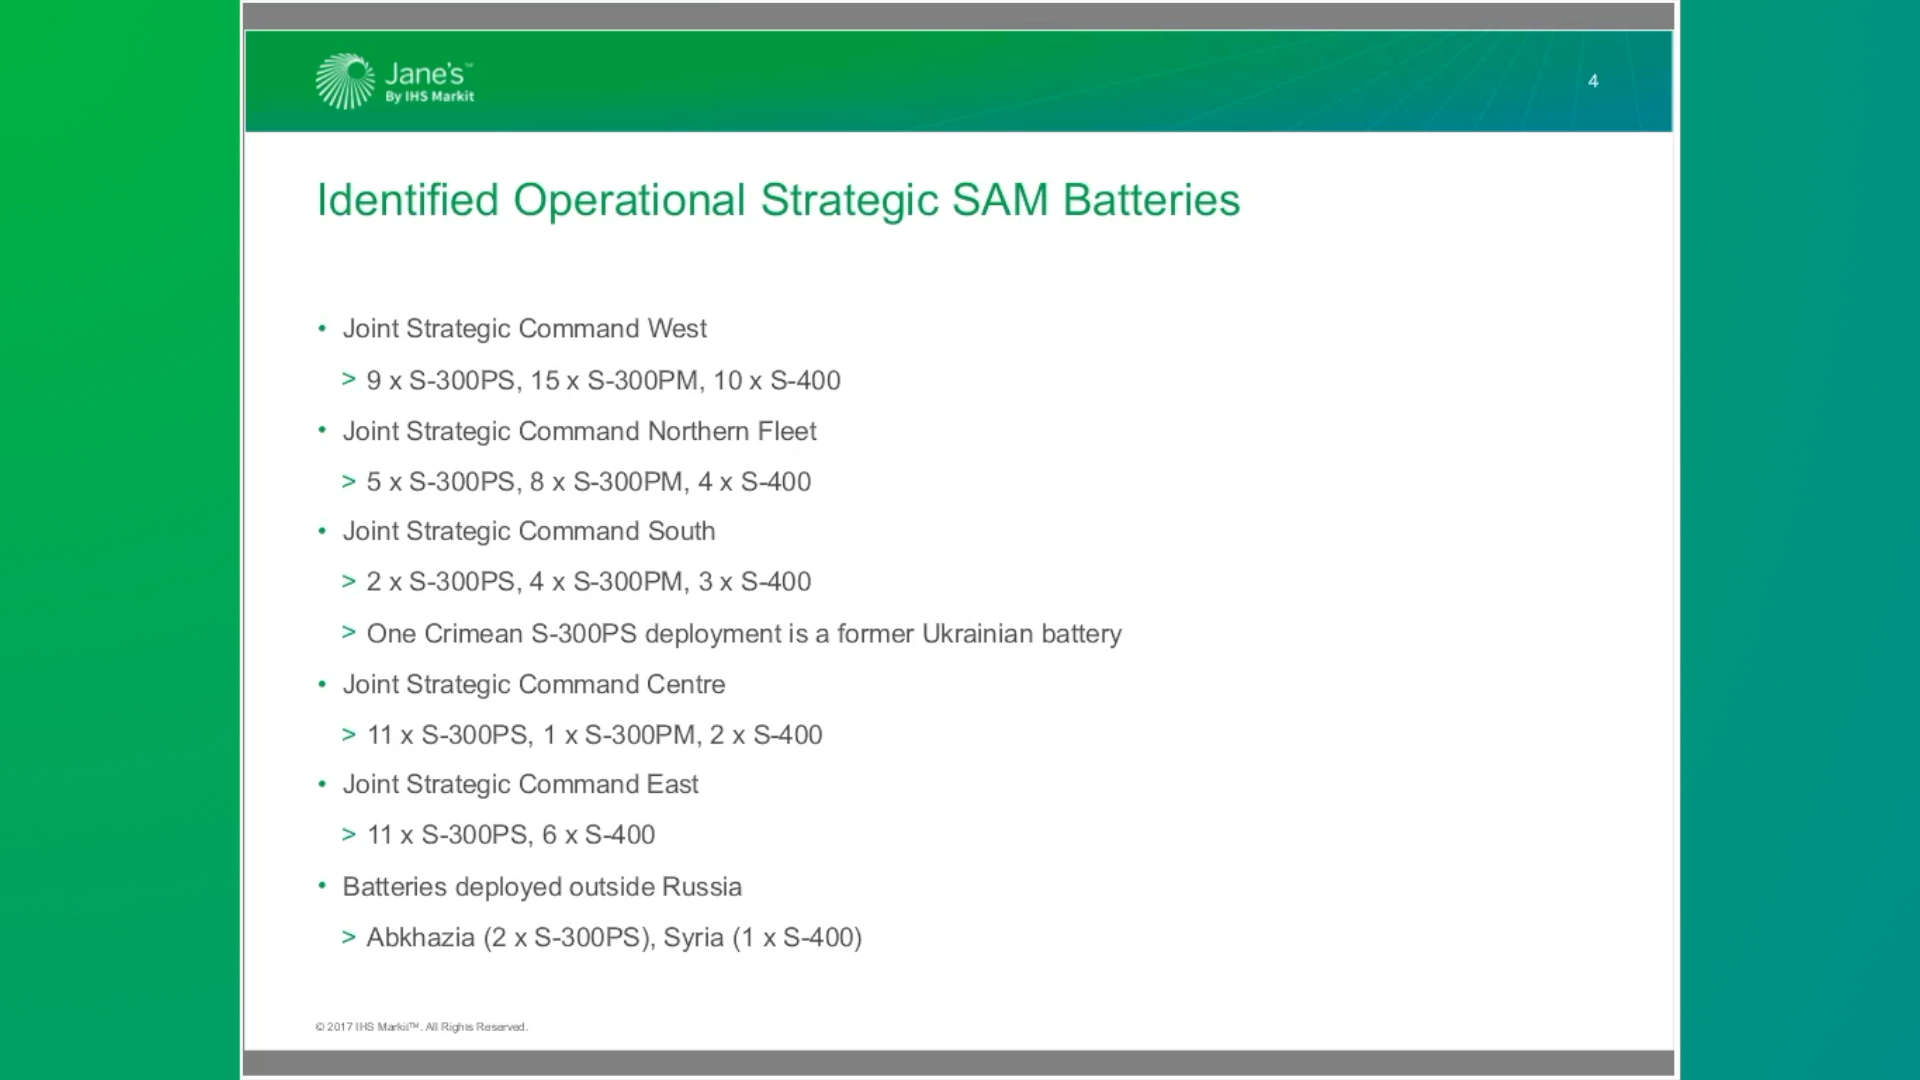 Jane's™
By IHS Markit
4
Identified Operational Strategic SAM Batteries
• Joint Strategic Command West
> 9 x S-300PS, 15 x S-300PM, 10 x S-400
• Joint Strategic Command Northern Fleet
> 5 x S-300PS, 8 x S-300PM, 4 x S-400
• Joint Strategic Command South
> 2 x S-300PS, 4 x S-300PM, 3 x S-400
> One Crimean S-300PS deployment is a former Ukrainian battery
• Joint Strategic Command Centre
> 11 x S-300PS, 1 x S-300PM, 2 x S-400
• Joint Strategic Command East
> 11 x S-300PS, 6 x S-400
• Batteries deployed outside Russia
> Abkhazia (2 x S-300PS), Syria (1 x S-400)
© 2017 IHS Markit™. All Rights Reserved.